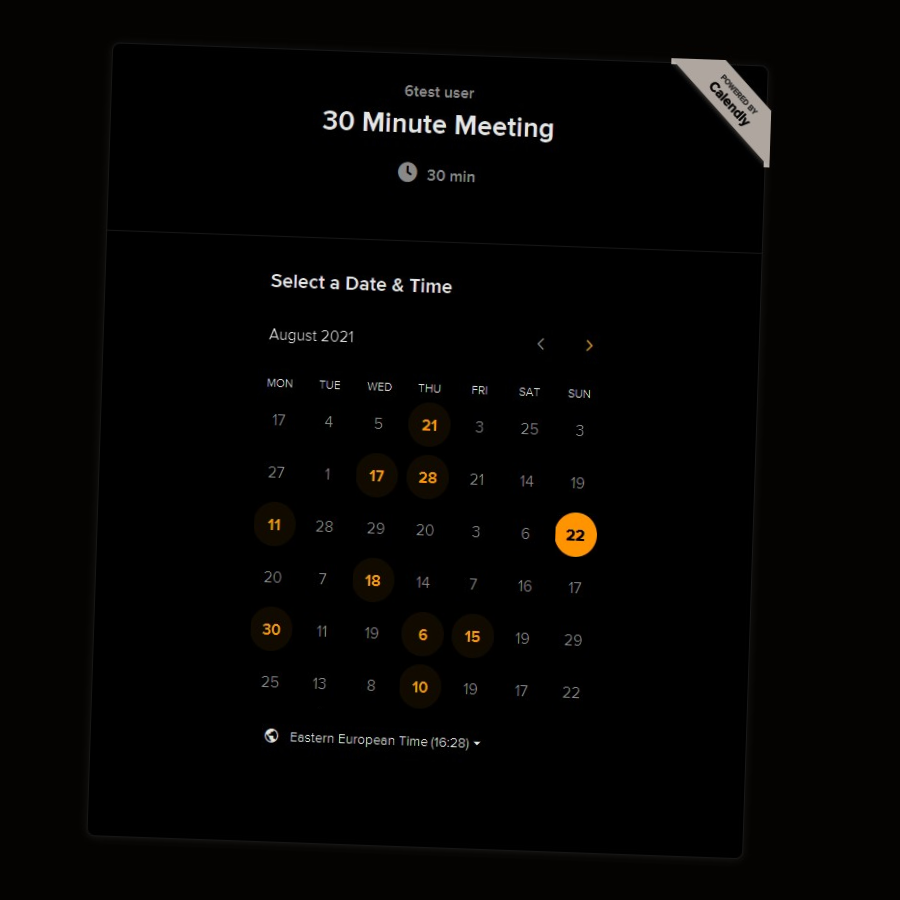 6test user
30 Minute Meeting
30 min
POWERED BY
Calendly
Select a Date & Time
August 2021
MON TUE WED THU FRI SAT SUN
17 4 5 21 3 25 3
27 1 17 28 21 14 19
11 28 29 20 3 6 22
20 7 18 14 7 16 17
30 11 19 6 15 19 29
25 13 8 10 19 17 22
Eastern European Time (16:28)